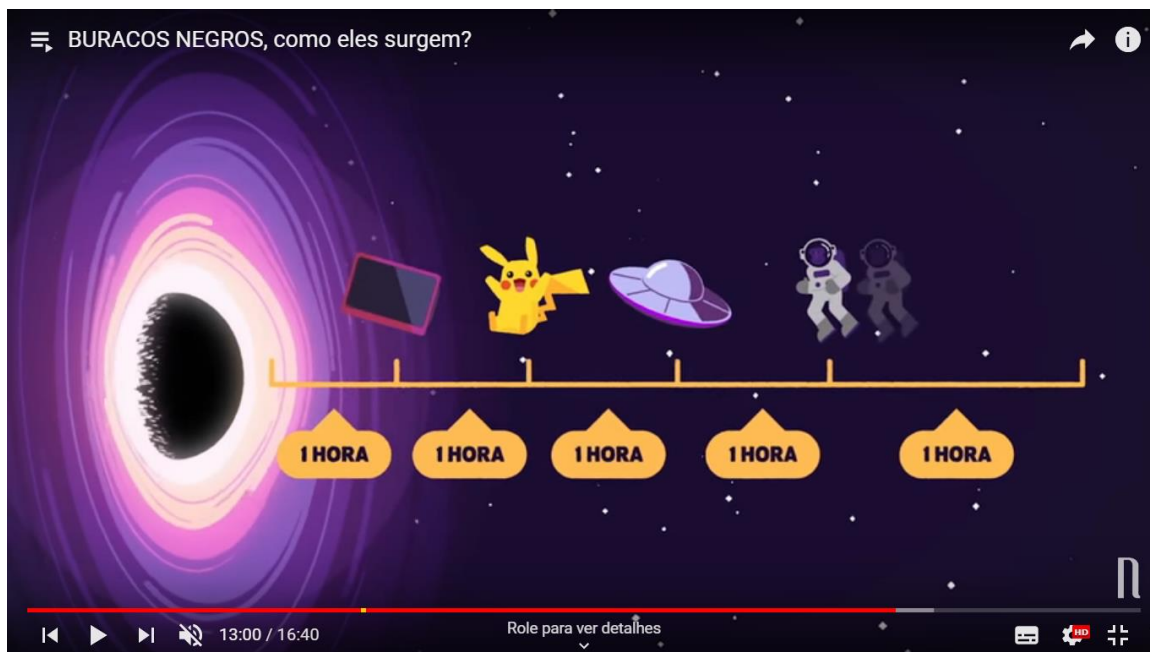 BURACOS NEGROS, como eles surgem?
1 HORA
1 HORA
1 HORA
1 HORA
1 HORA
13:00 / 16:40
Role para ver detalhes
HD